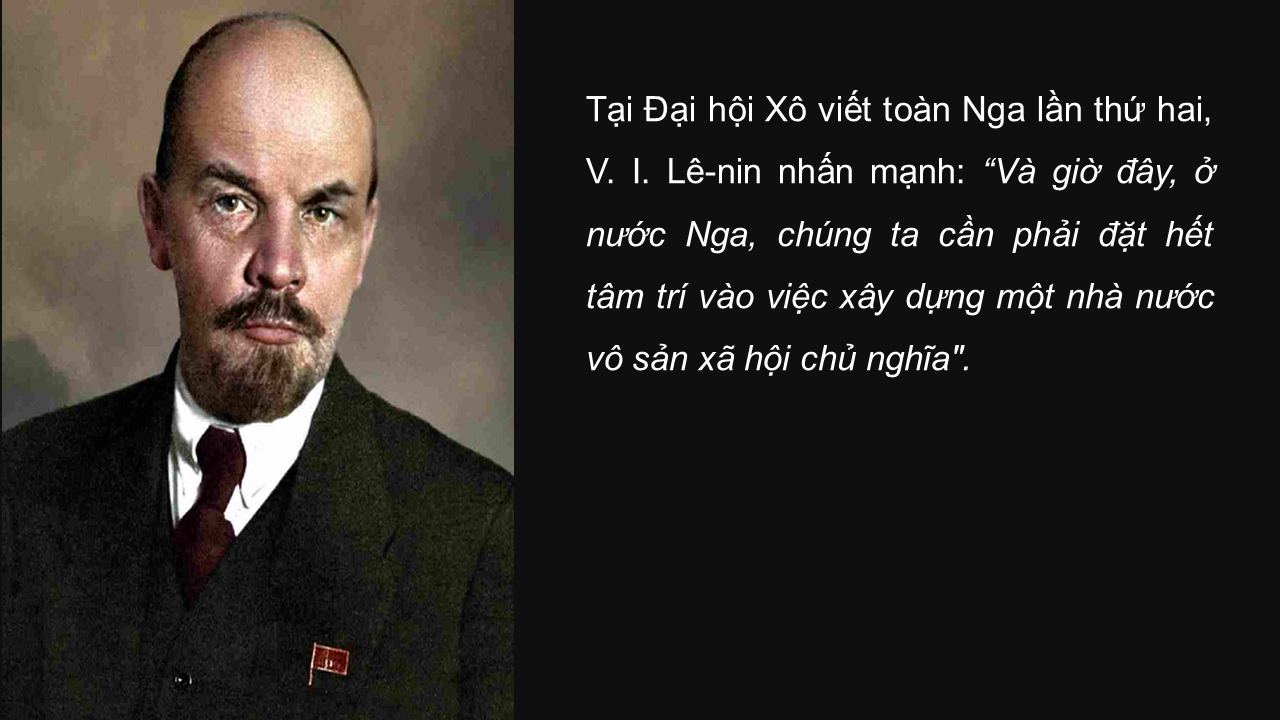 Tại Đại hội Xô viết toàn Nga lần thứ hai,
V. I. Lê-nin nhấn mạnh: “Và giờ đây, ở
nước Nga, chúng ta cần phải đặt hết
tâm trí vào việc xây dựng một nhà nước
vô sản xã hội chủ nghĩa".